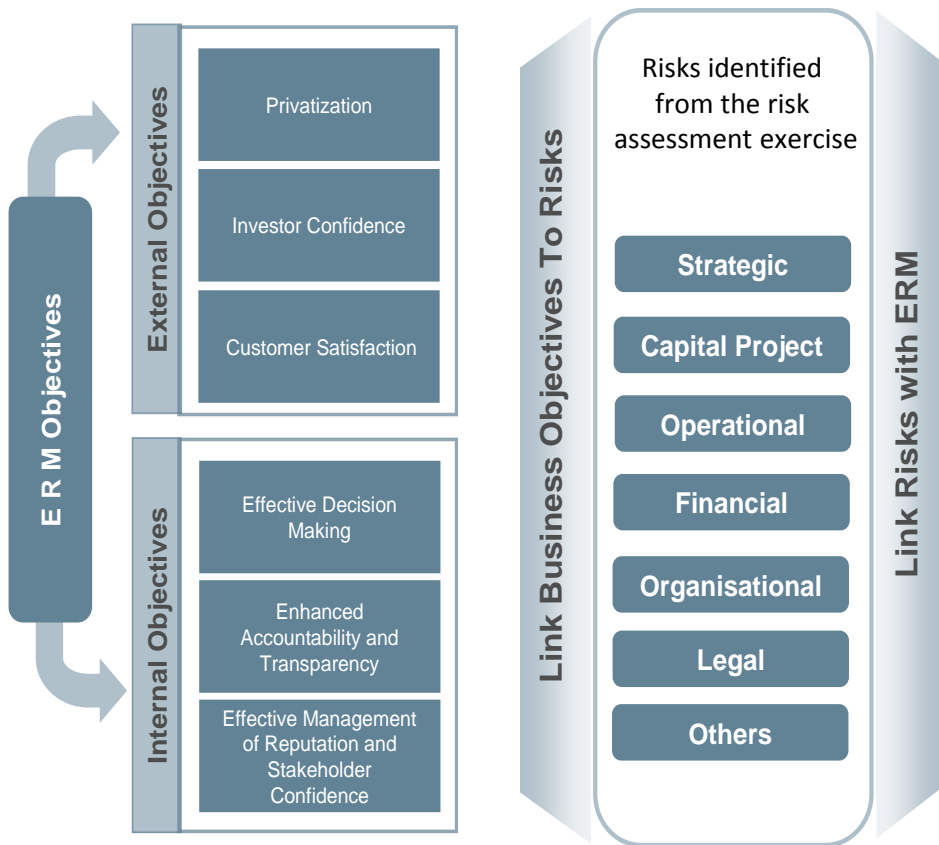 E R M Objectives
External Objectives
Privatization
Investor Confidence
Customer Satisfaction
Internal Objectives
Effective Decision
Making
Enhanced
Accountability and
Transparency
Effective Management
of Reputation and
Stakeholder
Confidence
Link Business Objectives To Risks
Risks identified
from the risk
assessment exercise
Strategic
Capital Project
Operational
Financial
Organisational
Legal
Others
Link Risks with ERM